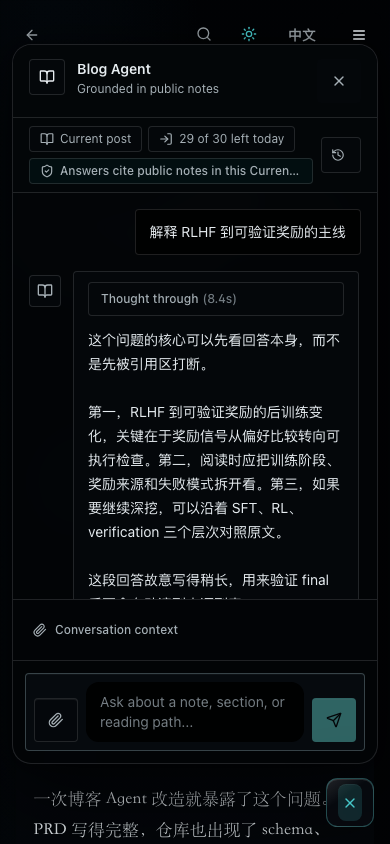 中文
Blog Agent
Grounded in public notes
Current post
29 of 30 left today
Answers cite public notes in this Curren...
解释 RLHF 到可验证奖励的主线
Thought through (8.4s)
这个问题的核心可以先看回答本身，而不
是先被引用区打断。
第一，RLHF 到可验证奖励的后训练变
化，关键在于奖励信号从偏好比较转向可
执行检查。第二，阅读时应把训练阶段、
奖励来源和失败模式拆开看。第三，如果
要继续深挖，可以沿着 SFT、RL、
verification 三个层次对照原文。
这段回答故意写得稍长，用来验证 final
Conversation context
Ask about a note, section, or
reading path...
一次博客 Agent 改造就暴露了这个问题。
PRD 写得完整，仓库也出现了 schema、